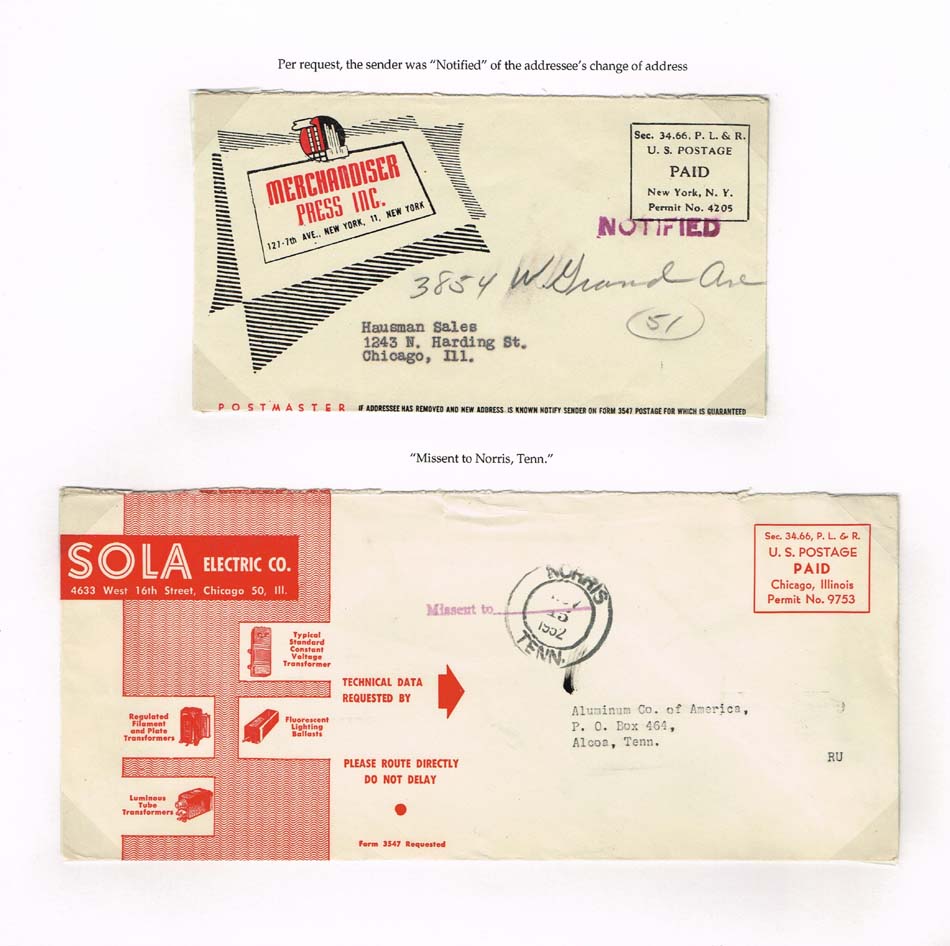 Per request, the sender was “Notified” of the addressee’s change of address
MERCHANDISER
PRESS INC.
127-7th AVE., NEW YORK, 11, NEW YORK
Sec. 34.66, P. L. & R.
U. S. POSTAGE
PAID
New York, N. Y.
Permit No. 4205
NOTIFIED
3854 W. Grand Ave
51
Hausman Sales
1243 N. Harding St.
Chicago, Ill.
POSTMASTER IF ADDRESSEE HAS REMOVED AND NEW ADDRESS IS KNOWN NOTIFY SENDER ON FORM 3547 POSTAGE FOR WHICH IS GUARANTEED
“Missent to Norris, Tenn.”
SOLA ELECTRIC CO.
4633 West 16th Street, Chicago 50, Ill.
Sec. 34.66, P. L. & R.
U. S. POSTAGE
PAID
Chicago, Illinois
Permit No. 9753
Missent to
NORRIS
1952
TENN.
Typical
Standard
Constant
Voltage
Transformer
TECHNICAL DATA
REQUESTED BY
Regulated
Filament
and Plate
Transformers
Fluorescent
Lighting
Ballasts
Aluminum Co. of America,
P. O. Box 464,
Alcoa, Tenn.
RU
PLEASE ROUTE DIRECTLY
DO NOT DELAY
Luminous
Tube
Transformers
Form 3547 Requested